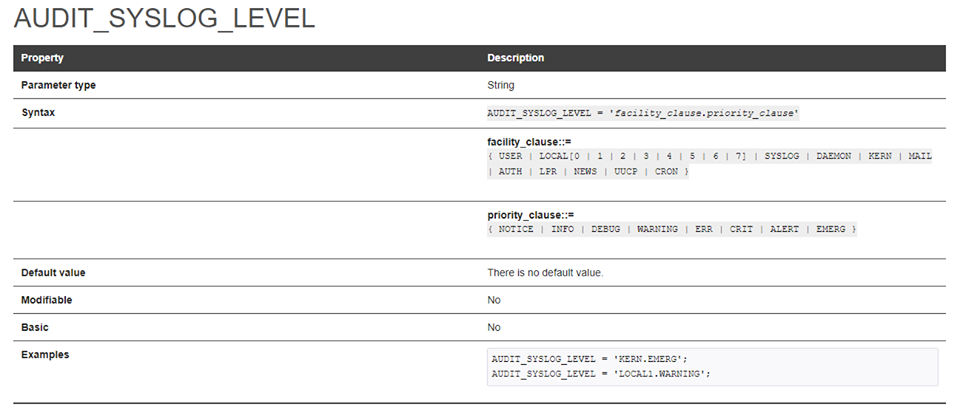 AUDIT_SYSLOG_LEVEL
Property Description
Parameter type String
Syntax AUDIT_SYSLOG_LEVEL = 'facility_clause.priority_clause'
facility_clause::=
{ USER | LOCAL[0 | 1 | 2 | 3 | 4 | 5 | 6 | 7] | SYSLOG | DAEMON | KERN | MAIL
| AUTH | LPR | NEWS | UUCP | CRON }
priority_clause::=
{ NOTICE | INFO | DEBUG | WARNING | ERR | CRIT | ALERT | EMERG }
Default value There is no default value.
Modifiable No
Basic No
Examples AUDIT_SYSLOG_LEVEL = 'KERN.EMERG';
AUDIT_SYSLOG_LEVEL = 'LOCAL1.WARNING';